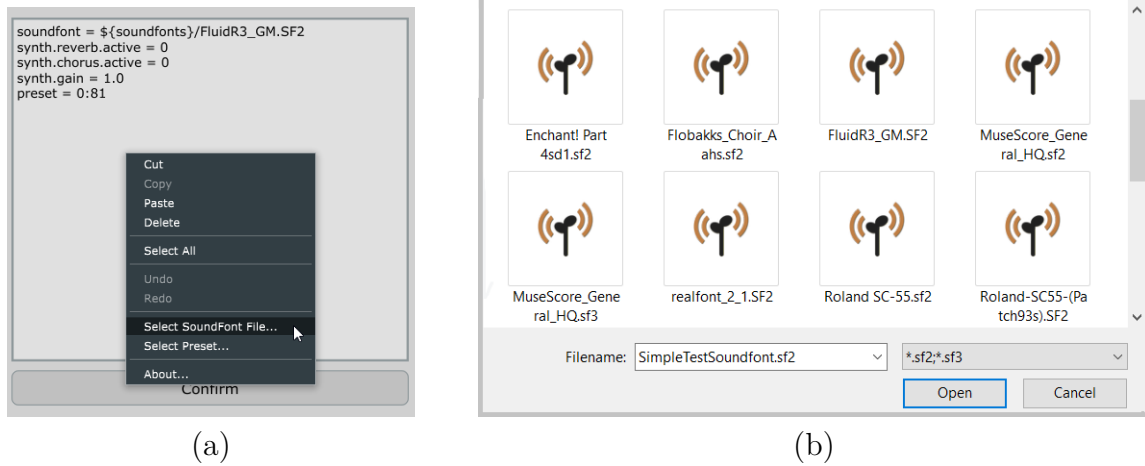 soundfont = ${soundfonts}/FluidR3_GM.SF2
synth.reverb.active = 0
synth.chorus.active = 0
synth.gain = 1.0
preset = 0:81
Cut
Copy
Paste
Delete
Select All
Undo
Redo
Select SoundFont File...
Select Preset...
About...
Confirm
(a)
Enchant! Part
4sd1.sf2
Flobakks_Choir_A
ahs.sf2
FluidR3_GM.SF2
MuseScore_Gene
ral_HQ.sf2
MuseScore_Gene
ral_HQ.sf3
realfont_2_1.SF2
Roland SC-55.sf2
Roland-SC55-(Pa
tch93s).SF2
Filename: SimpleTestSoundfont.sf2 *.sf2;*.sf3
Open Cancel
(b)